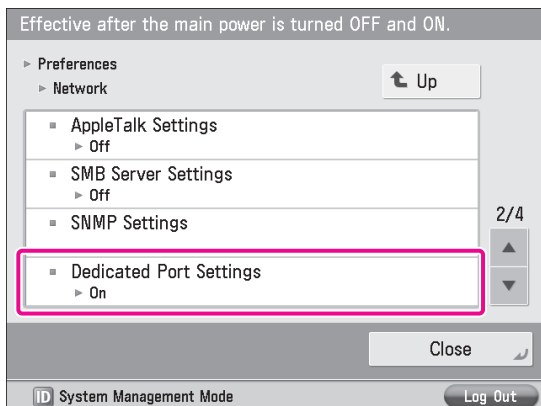 Effective after the main power is turned OFF and ON.
Preferences
Network
Up
AppleTalk Settings
Off
SMB Server Settings
Off
SNMP Settings
2/4
Dedicated Port Settings
On
Close
ID System Management Mode
Log Out